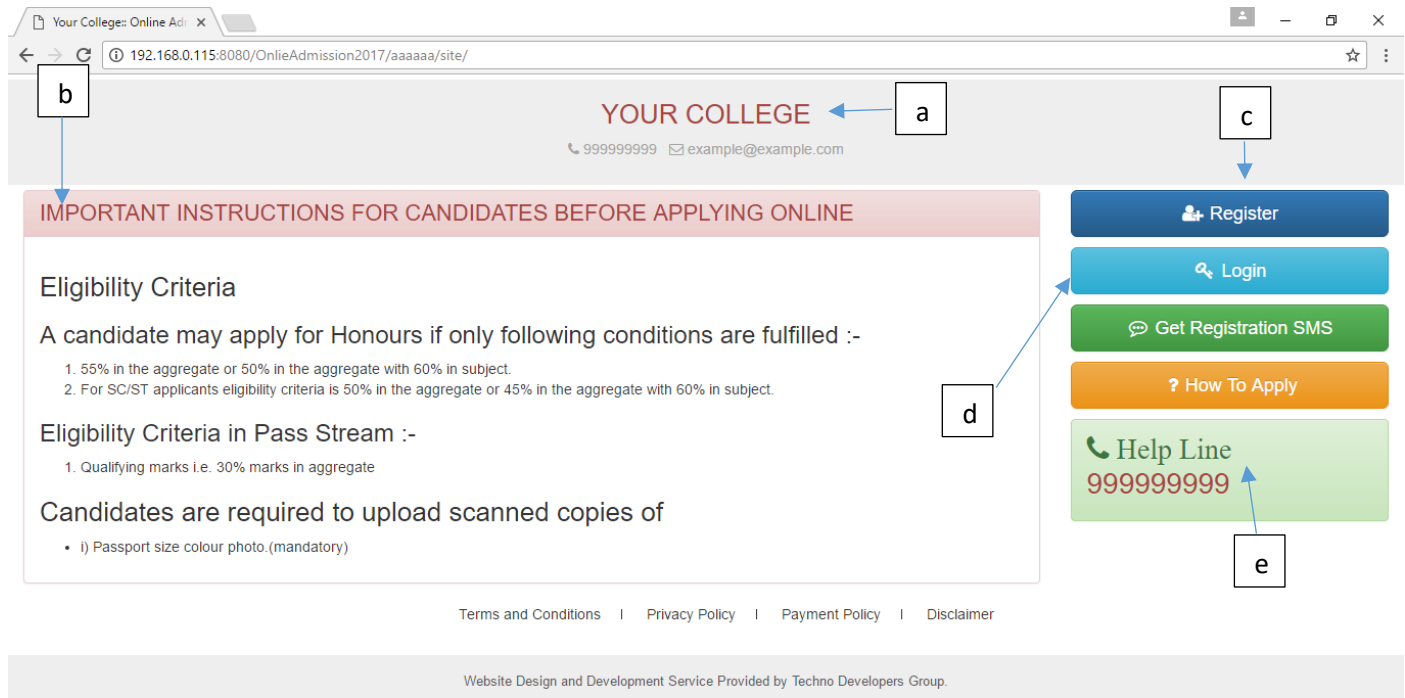 Your College:: Online Adr
192.168.0.115:8080/OnlieAdmission2017/aaaaaa/site/
b
YOUR COLLEGE
a
c
999999999 example@example.com
IMPORTANT INSTRUCTIONS FOR CANDIDATES BEFORE APPLYING ONLINE
Register
Eligibility Criteria
Login
A candidate may apply for Honours if only following conditions are fulfilled :-
Get Registration SMS
1. 55% in the aggregate or 50% in the aggregate with 60% in subject.
2. For SC/ST applicants eligibility criteria is 50% in the aggregate or 45% in the aggregate with 60% in subject.
? How To Apply
d
Eligibility Criteria in Pass Stream :-
1. Qualifying marks i.e. 30% marks in aggregate
Help Line
999999999
Candidates are required to upload scanned copies of
• i) Passport size colour photo.(mandatory)
e
Terms and Conditions | Privacy Policy | Payment Policy | Disclaimer
Website Design and Development Service Provided by Techno Developers Group.